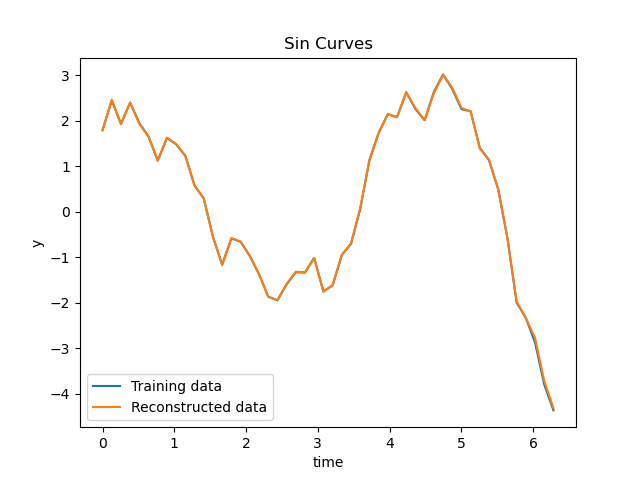 Sin Curves
3
2
1
0
−1
−2
−3
−4
y
Training data
Reconstructed data
0 1 2 3 4 5 6
time